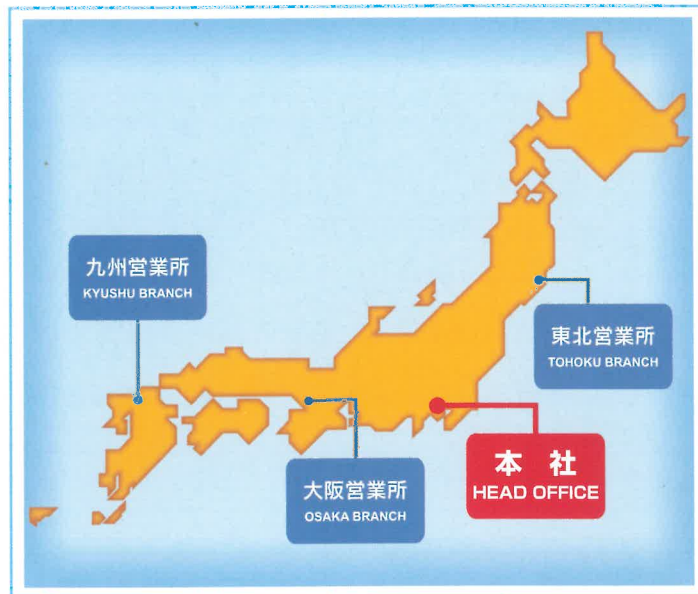 九州営業所
KYUSHU BRANCH
東北営業所
TOHOKU BRANCH
本 社
HEAD OFFICE
大阪営業所
OSAKA BRANCH